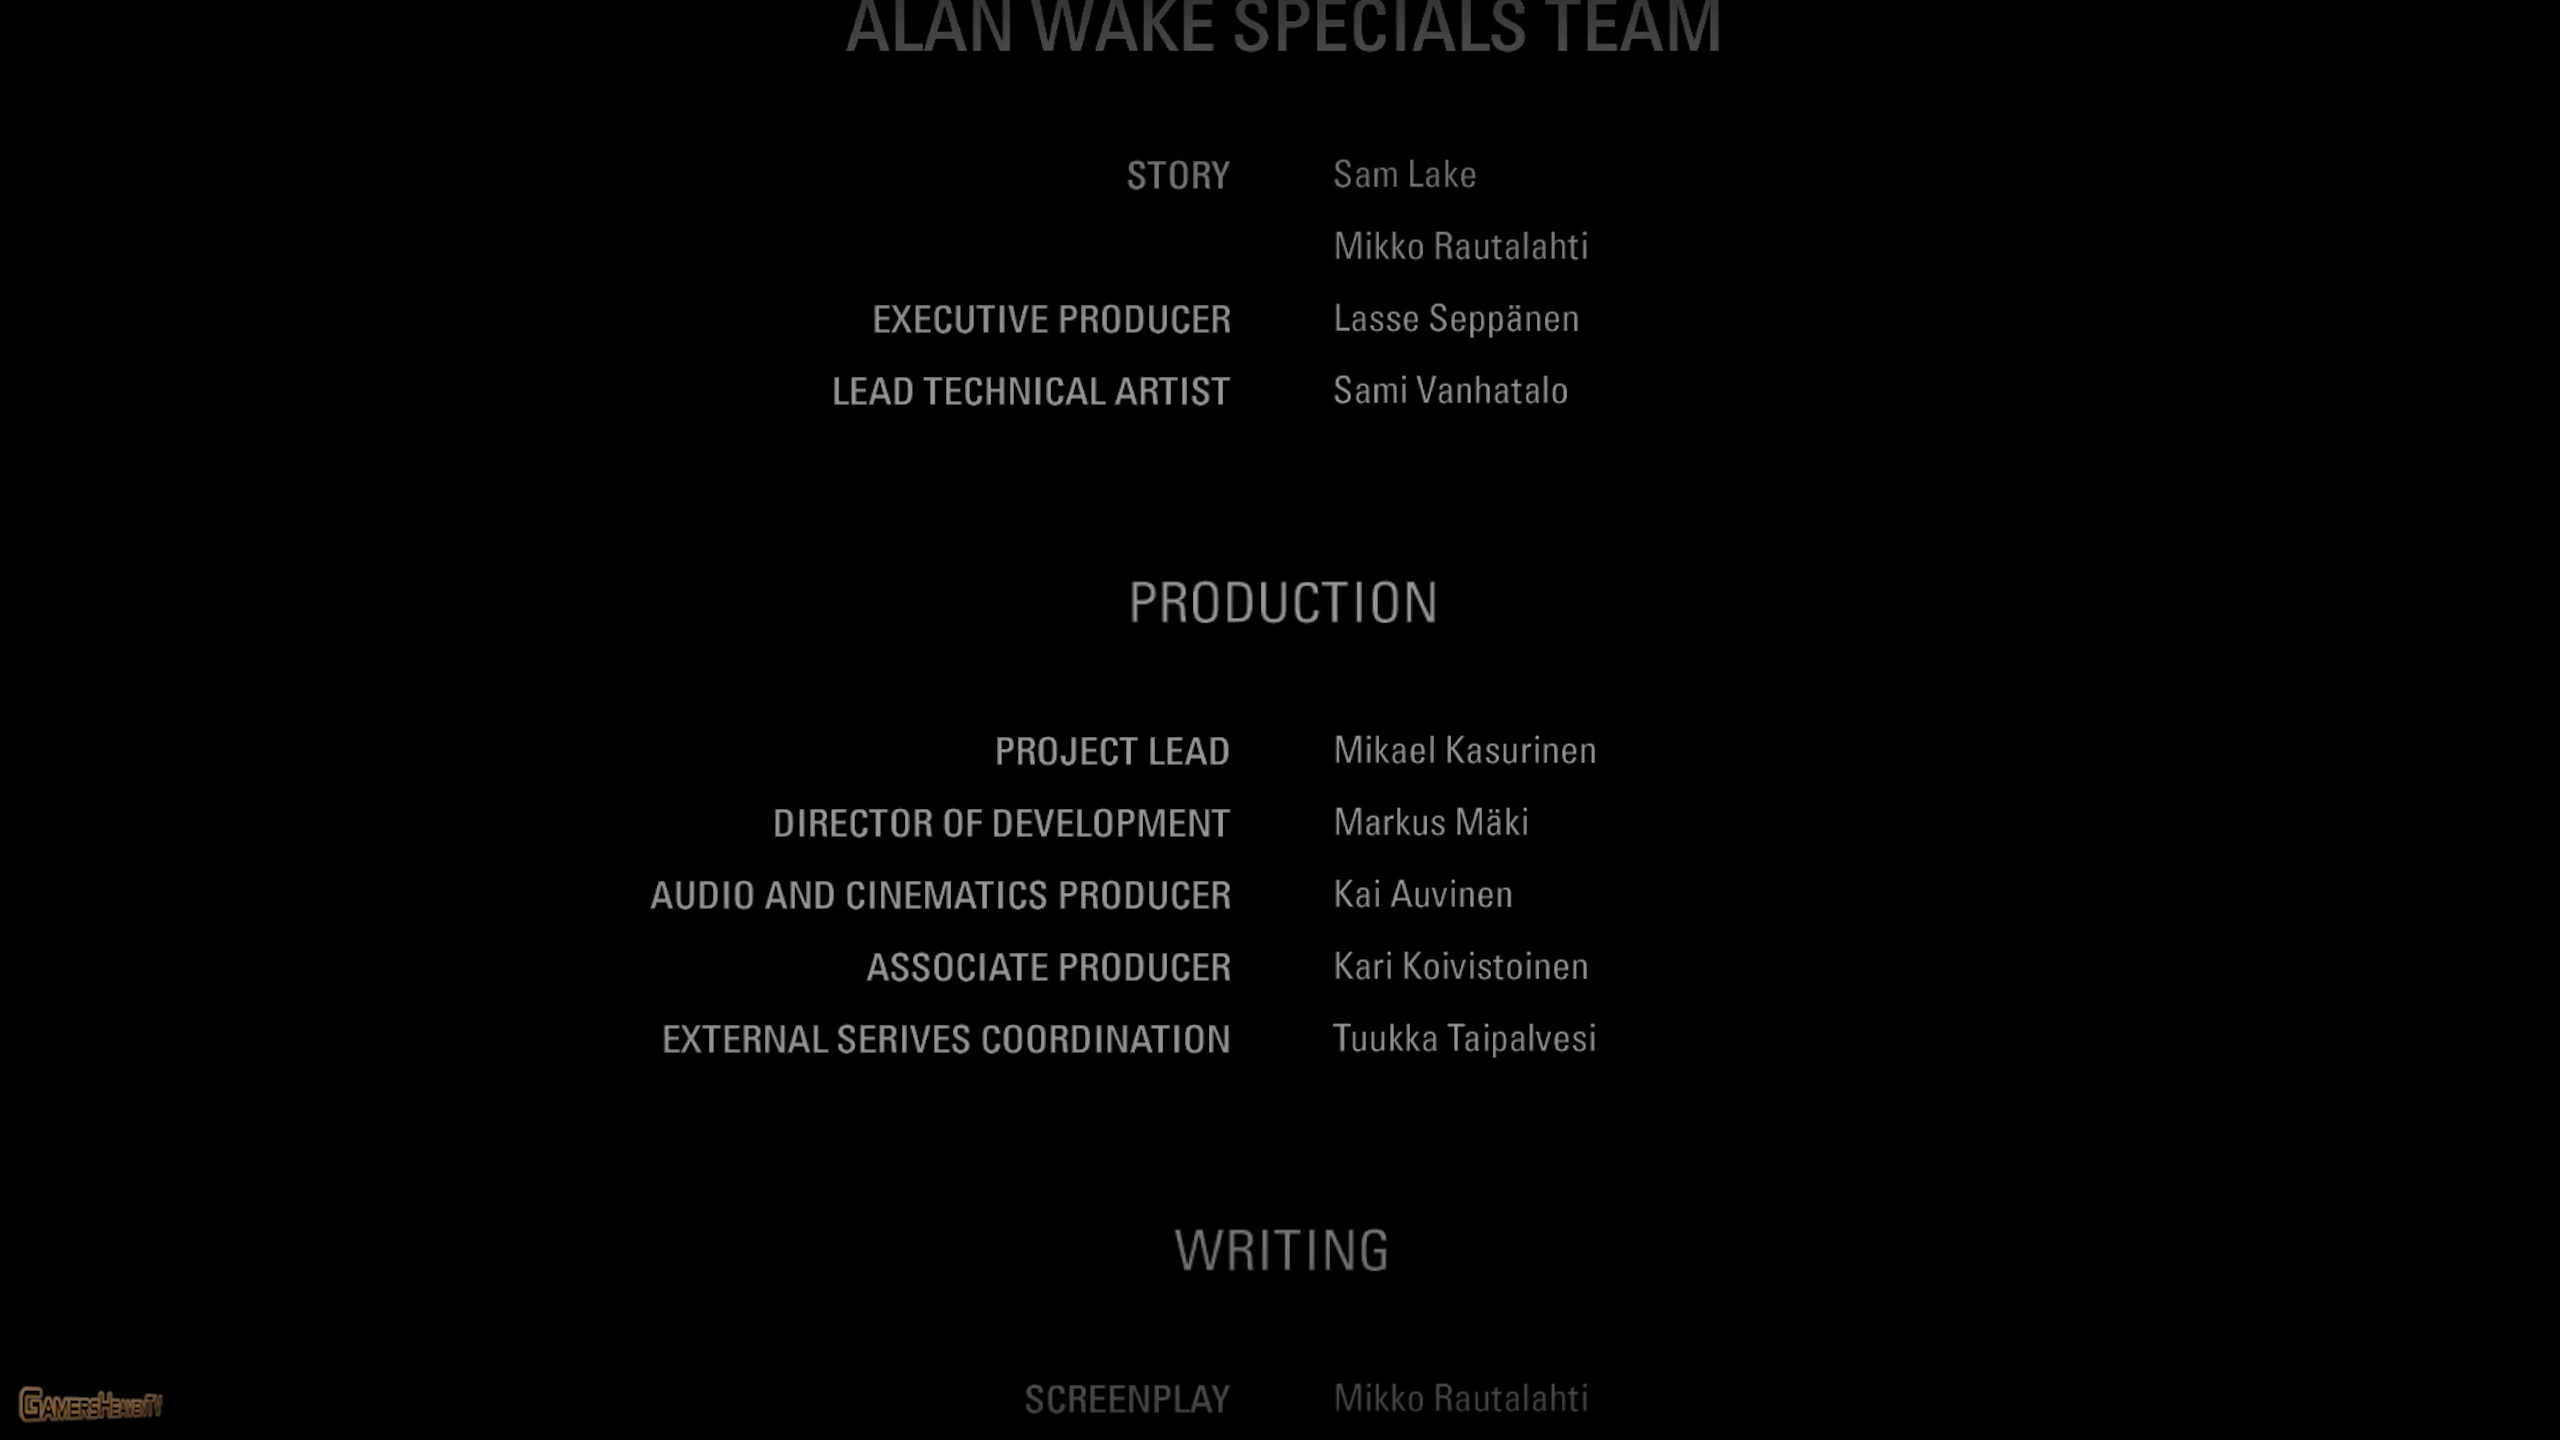 ALAN WAKE SPECIALS TEAM
STORY Sam Lake
Mikko Rautalahti
EXECUTIVE PRODUCER Lasse Seppänen
LEAD TECHNICAL ARTIST Sami Vanhatalo
PRODUCTION
PROJECT LEAD Mikael Kasurinen
DIRECTOR OF DEVELOPMENT Markus Mäki
AUDIO AND CINEMATICS PRODUCER Kai Auvinen
ASSOCIATE PRODUCER Kari Koivistoinen
EXTERNAL SERIVES COORDINATION Tuukka Taipalvesi
WRITING
SCREENPLAY Mikko Rautalahti
GAMERSHEAVENTV